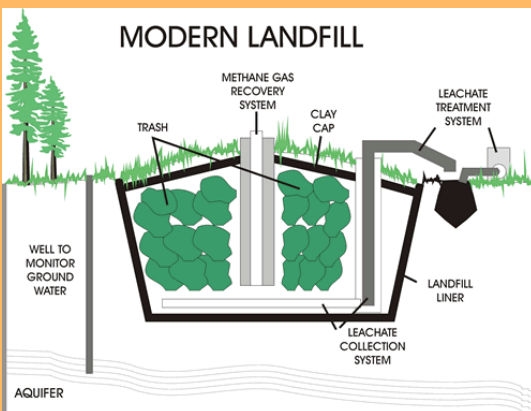 MODERN LANDFILL
METHANE GAS
RECOVERY
SYSTEM
CLAY
CAP
LEACHATE
TREATMENT
SYSTEM
TRASH
WELL TO
MONITOR
GROUND
WATER
LANDFILL
LINER
LEACHATE
COLLECTION
SYSTEM
AQUIFER